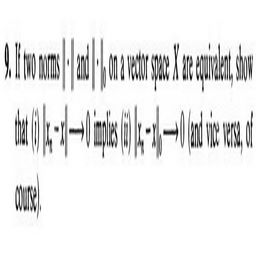 9. If two norms ‖ · ‖ and ‖ · ‖₀ on a vector space X are equivalent, show
that (i) ‖xₙ − x‖ ⟶ 0 implies (ii) ‖xₙ − x‖₀ ⟶ 0 (and vice versa, of
course).